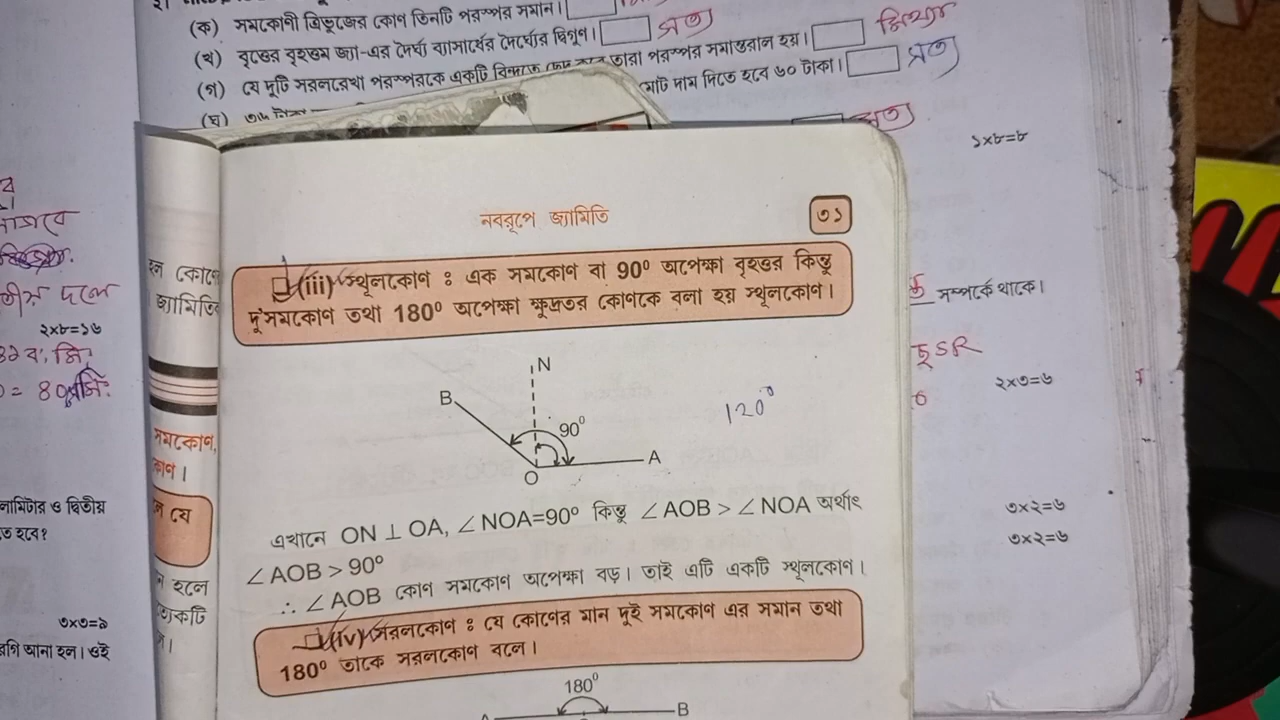 (ক) সমকোণী ত্রিভুজের কোণ তিনটি পরস্পর সমান।
(খ) বৃত্তের বৃহত্তম জ্যা-এর দৈর্ঘ্য ব্যাসার্ধের দৈর্ঘ্যের দ্বিগুণ। সত্য
(গ) যে দুটি সরলরেখা পরস্পরকে একটি বিন্দুতে তারা পরস্পর সমান্তরাল হয়। মিথ্যা
(ঘ) দাম দিতে হবে ৬০ টাকা। সত্য
সত্য
১×৮=৮
নবরূপে জ্যামিতি
৩১
(iii) স্থূলকোণ : এক সমকোণ বা 90° অপেক্ষা বৃহত্তর কিন্তু
দু'সমকোণ তথা 180° অপেক্ষা ক্ষুদ্রতর কোণকে বলা হয় স্থূলকোণ।
N
B
90°
120°
A
O
এখানে ON ⊥ OA, ∠NOA=90° কিন্তু ∠AOB > ∠NOA অর্থাৎ
∠AOB > 90°
∴ ∠AOB কোণ সমকোণ অপেক্ষা বড়। তাই এটি একটি স্থূলকোণ।
(iv) সরলকোণ : যে কোণের মান দুই সমকোণ এর সমান তথা
180° তাকে সরলকোণ বলে।
180°
B
দলে
২×৮=১৬
কোণে
সমকোণ,
যে
হলে
ও দ্বিতীয়
হবে?
৩×৩=৯
আনা হল। ওই
সম্পর্কে থাকে।
SR
২×৩=৬
৩×২=৬
৩×২=৬